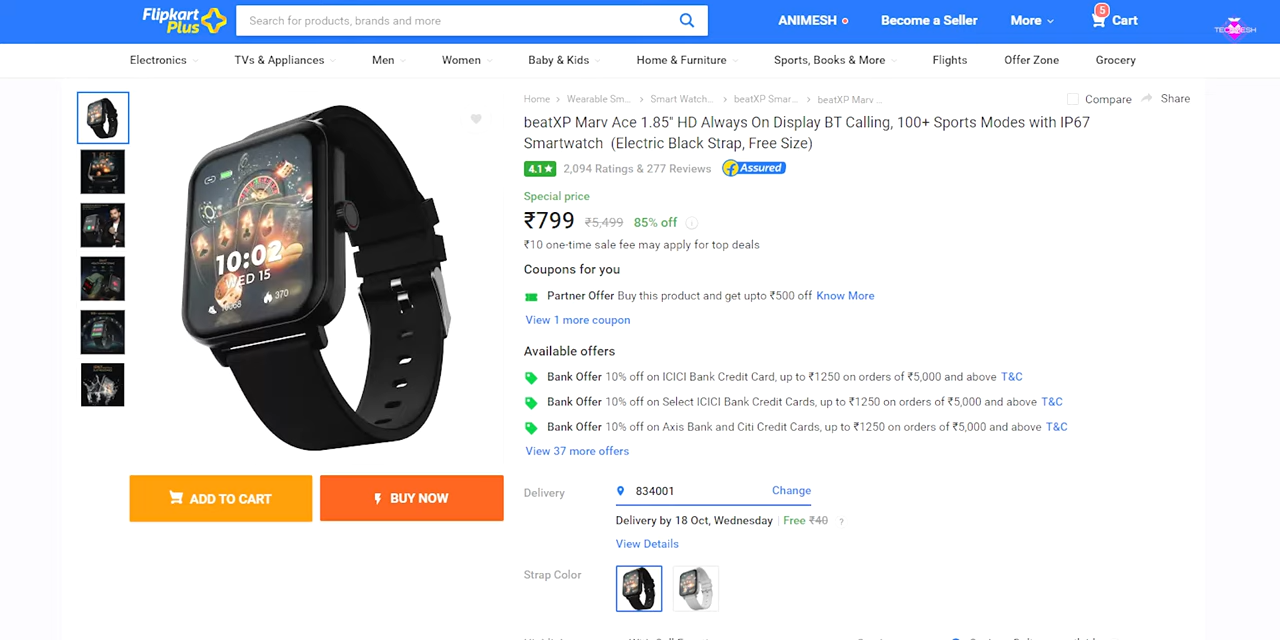 Flipkart
Plus
Search for products, brands and more
ANIMESH
Become a Seller
More
5
Cart
Electronics
TVs & Appliances
Men
Women
Baby & Kids
Home & Furniture
Sports, Books & More
Flights
Offer Zone
Grocery
Home > Wearable Sm... > Smart Watch... > beatXP Smar... > beatXP Marv ...
Compare
Share
beatXP Marv Ace 1.85" HD Always On Display BT Calling, 100+ Sports Modes with IP67
Smartwatch (Electric Black Strap, Free Size)
4.1★ 2,094 Ratings & 277 Reviews Assured
Special price
₹799 ₹5,499 85% off
₹10 one-time sale fee may apply for top deals
Coupons for you
Partner Offer Buy this product and get upto ₹500 off Know More
View 1 more coupon
Available offers
Bank Offer 10% off on ICICI Bank Credit Card, up to ₹1250 on orders of ₹5,000 and above T&C
Bank Offer 10% off on Select ICICI Bank Credit Cards, up to ₹1250 on orders of ₹5,000 and above T&C
Bank Offer 10% off on Axis Bank and Citi Credit Cards, up to ₹1250 on orders of ₹5,000 and above T&C
View 37 more offers
10:02
WED 15
370
ADD TO CART
BUY NOW
Delivery
834001
Change
Delivery by 18 Oct, Wednesday | Free ₹40 ?
View Details
Strap Color